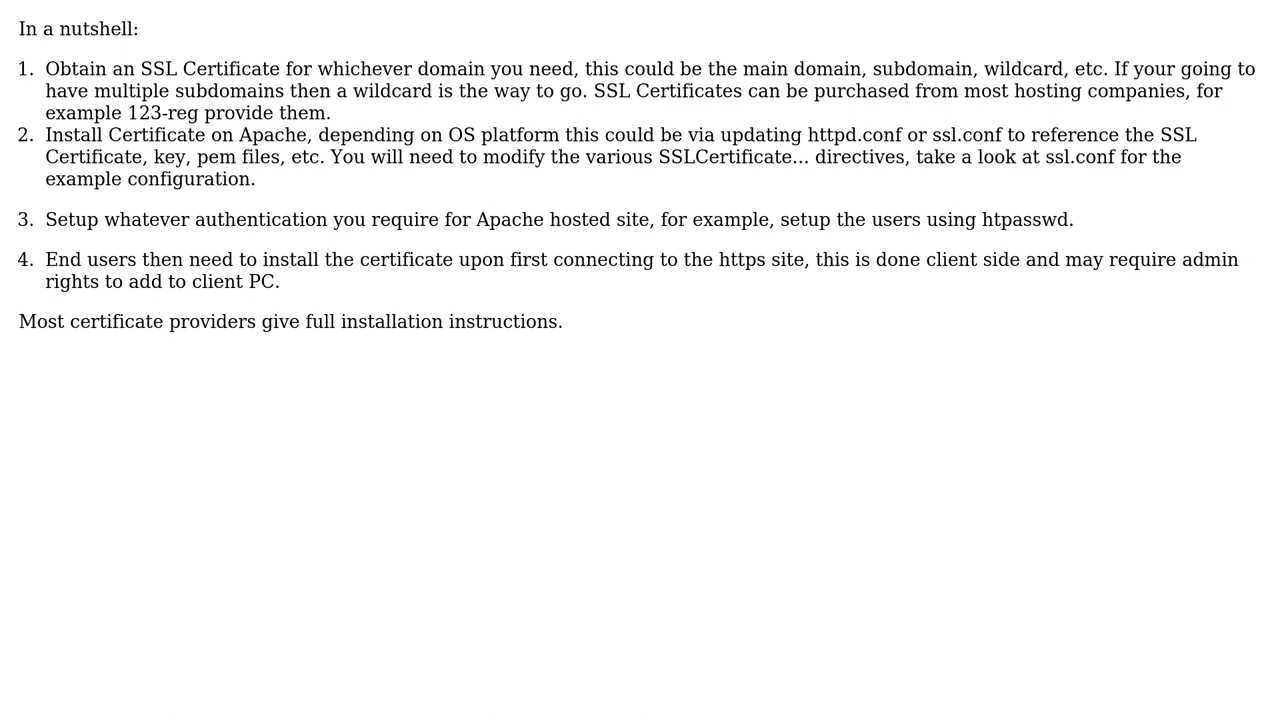 In a nutshell:
1. Obtain an SSL Certificate for whichever domain you need, this could be the main domain, subdomain, wildcard, etc. If your going to
have multiple subdomains then a wildcard is the way to go. SSL Certificates can be purchased from most hosting companies, for
example 123-reg provide them.
2. Install Certificate on Apache, depending on OS platform this could be via updating httpd.conf or ssl.conf to reference the SSL
Certificate, key, pem files, etc. You will need to modify the various SSLCertificate... directives, take a look at ssl.conf for the
example configuration.
3. Setup whatever authentication you require for Apache hosted site, for example, setup the users using htpasswd.
4. End users then need to install the certificate upon first connecting to the https site, this is done client side and may require admin
rights to add to client PC.
Most certificate providers give full installation instructions.